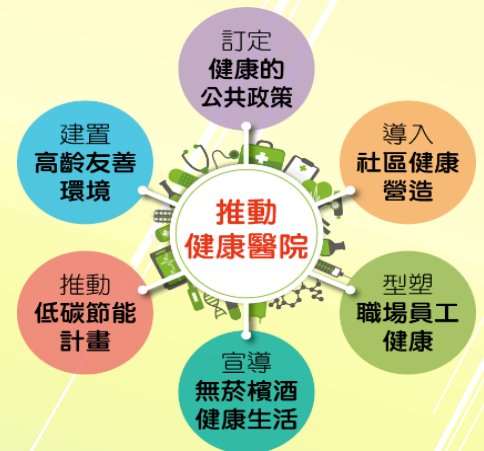 訂定
健康的
公共政策
建置
高齡友善
環境
導入
社區健康
營造
推動
健康醫院
推動
低碳節能
計畫
型塑
職場員工
健康
宣導
無菸檳酒
健康生活